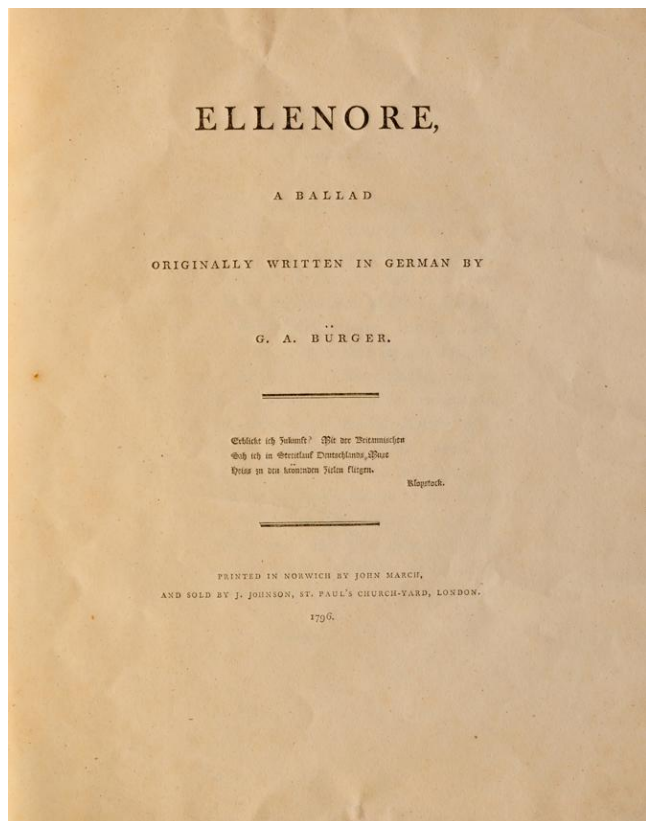 ELLENORE,
A BALLAD
ORIGINALLY WRITTEN IN GERMAN BY
G. A. BÜRGER.
Erblickt ich Zukunft? Mit der Britannischen
Sah ich in Streitlauf Deutschlands Muse
Heiss zu den krönenden Zielen fliegen.
Klopstock.
PRINTED IN NORWICH BY JOHN MARCH,
AND SOLD BY J. JOHNSON, ST. PAUL'S CHURCH-YARD, LONDON.
1796.